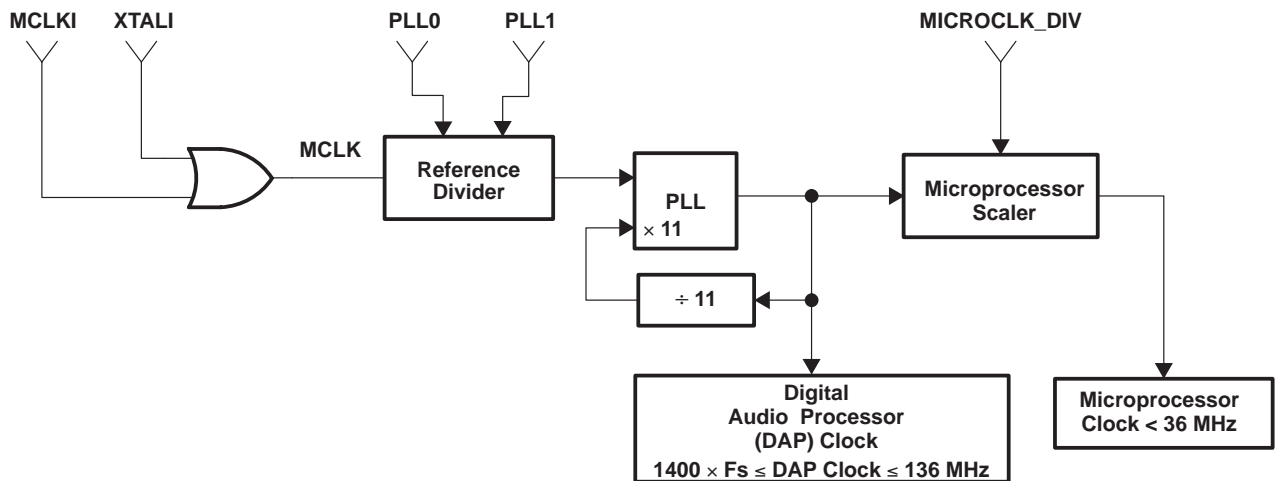 MCLKI
XTALI
PLL0
PLL1
MICROCLK_DIV
MCLK
Reference
Divider
PLL
× 11
÷ 11
Microprocessor
Scaler
Digital
Audio Processor
(DAP) Clock
1400 × Fs ≤ DAP Clock ≤ 136 MHz
Microprocessor
Clock < 36 MHz